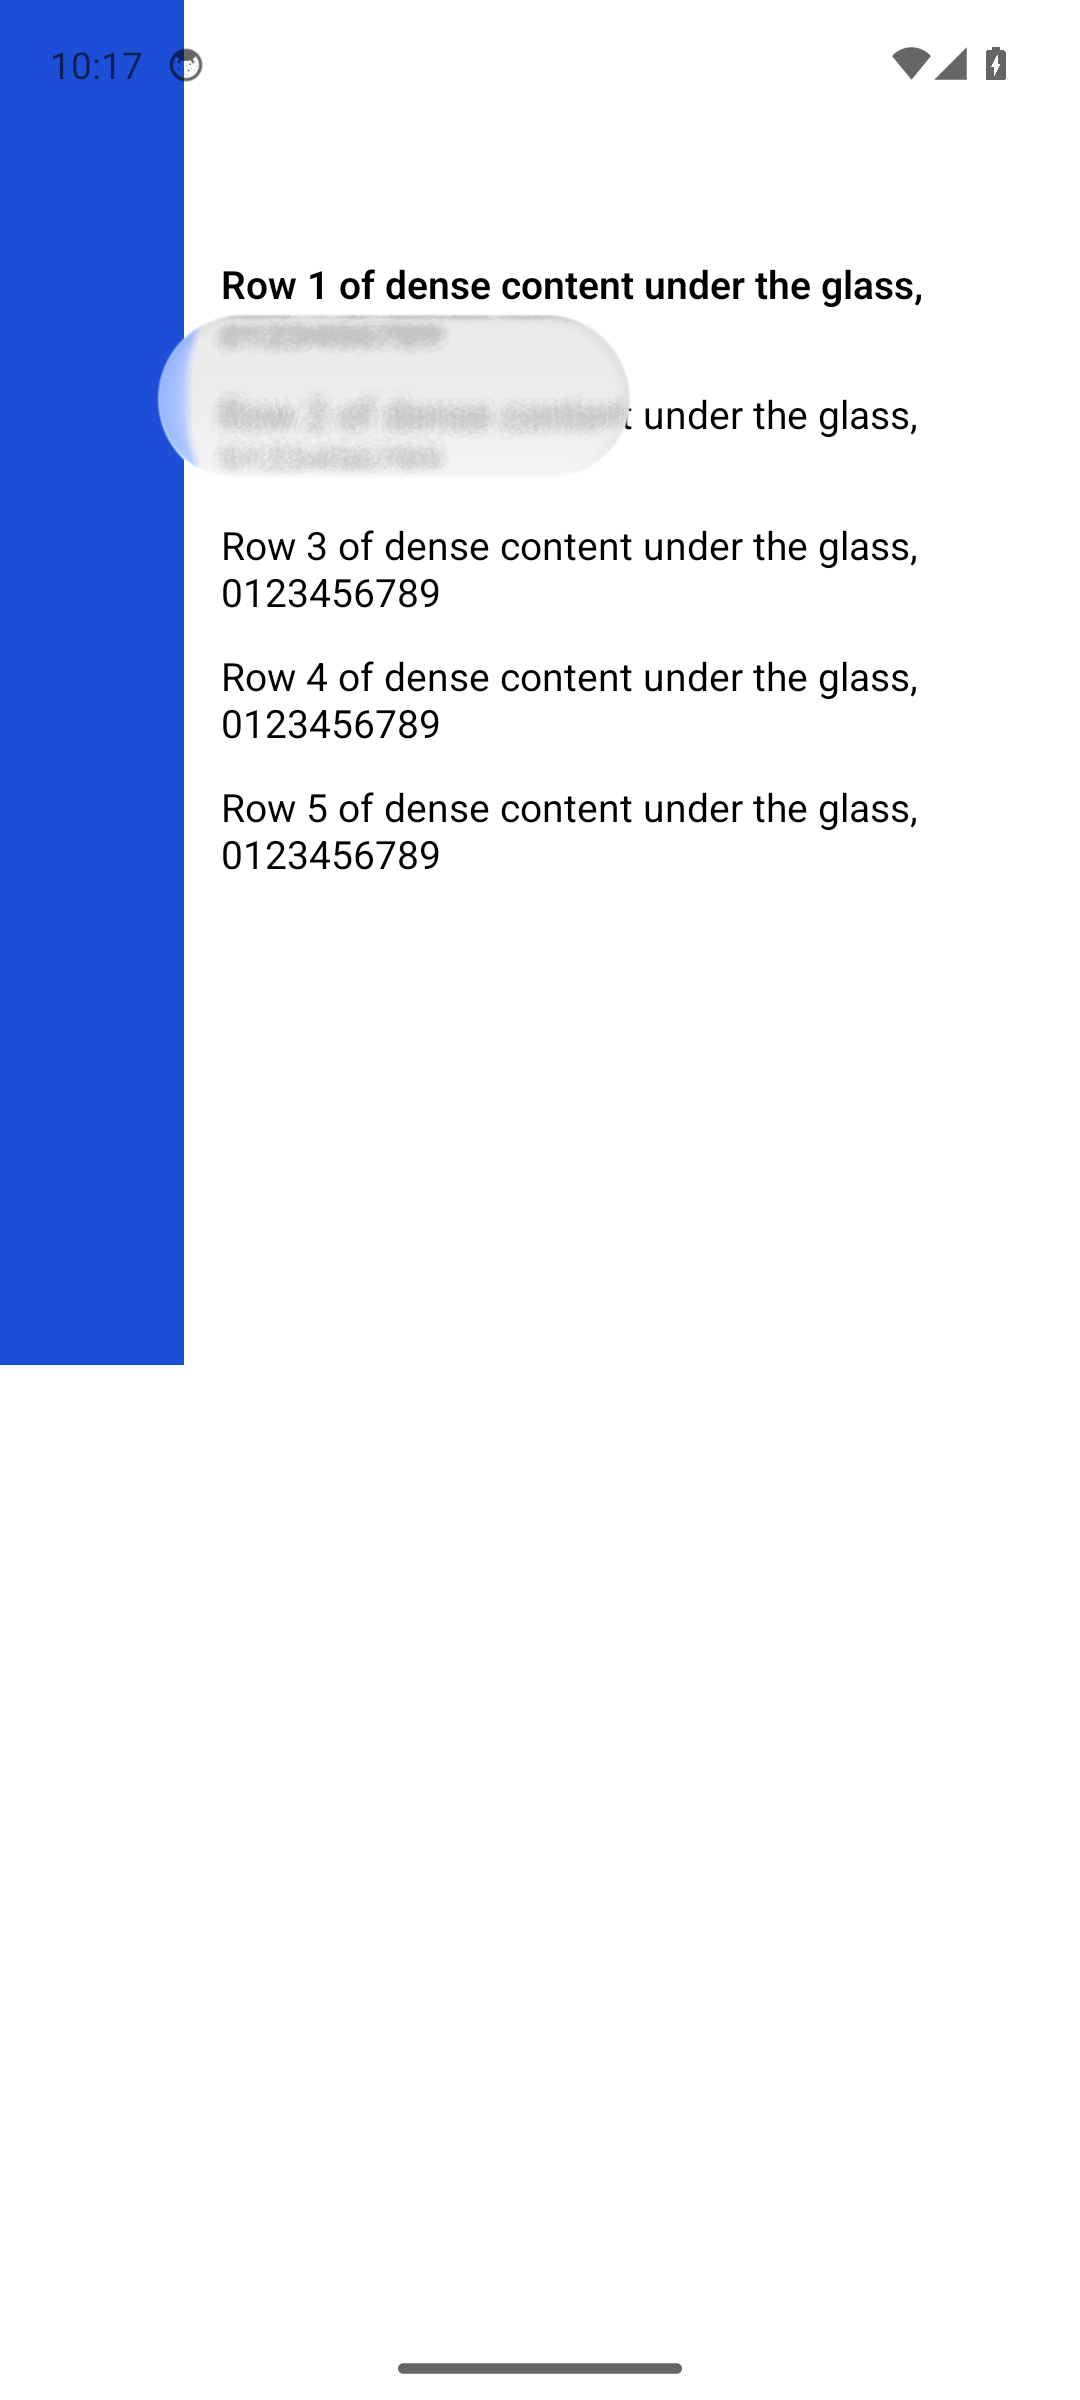 10:17
Row 1 of dense content under the glass,
under the glass,
Row 3 of dense content under the glass,
0123456789
Row 4 of dense content under the glass,
0123456789
Row 5 of dense content under the glass,
0123456789